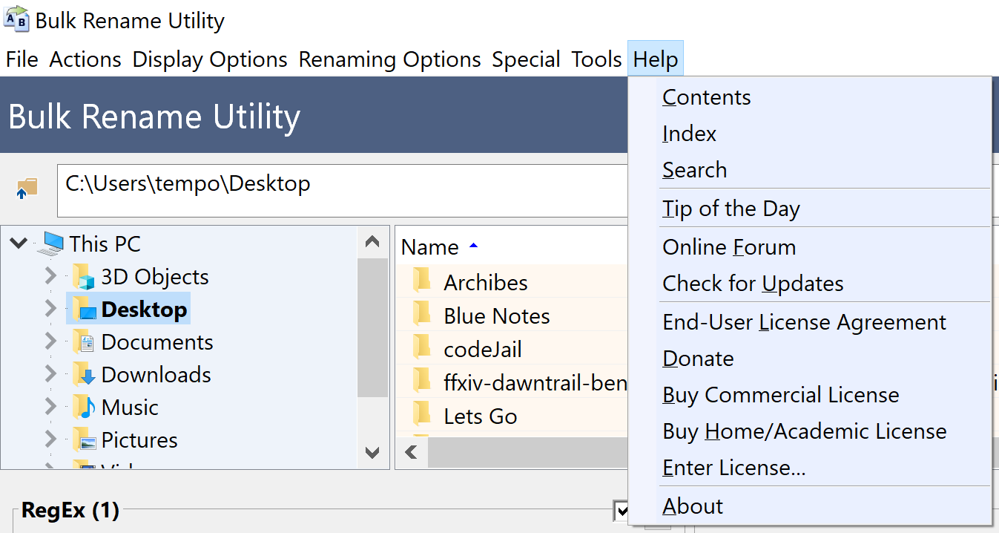 Bulk Rename Utility
File Actions Display Options Renaming Options Special Tools Help
Bulk Rename Utility
C:\Users\tempo\Desktop
This PC
3D Objects
Desktop
Documents
Downloads
Music
Pictures
Name
Archibes
Blue Notes
codeJail
ffxiv-dawntrail-ben
Lets Go
Contents
Index
Search
Tip of the Day
Online Forum
Check for Updates
End-User License Agreement
Donate
Buy Commercial License
Buy Home/Academic License
Enter License...
About
RegEx (1)